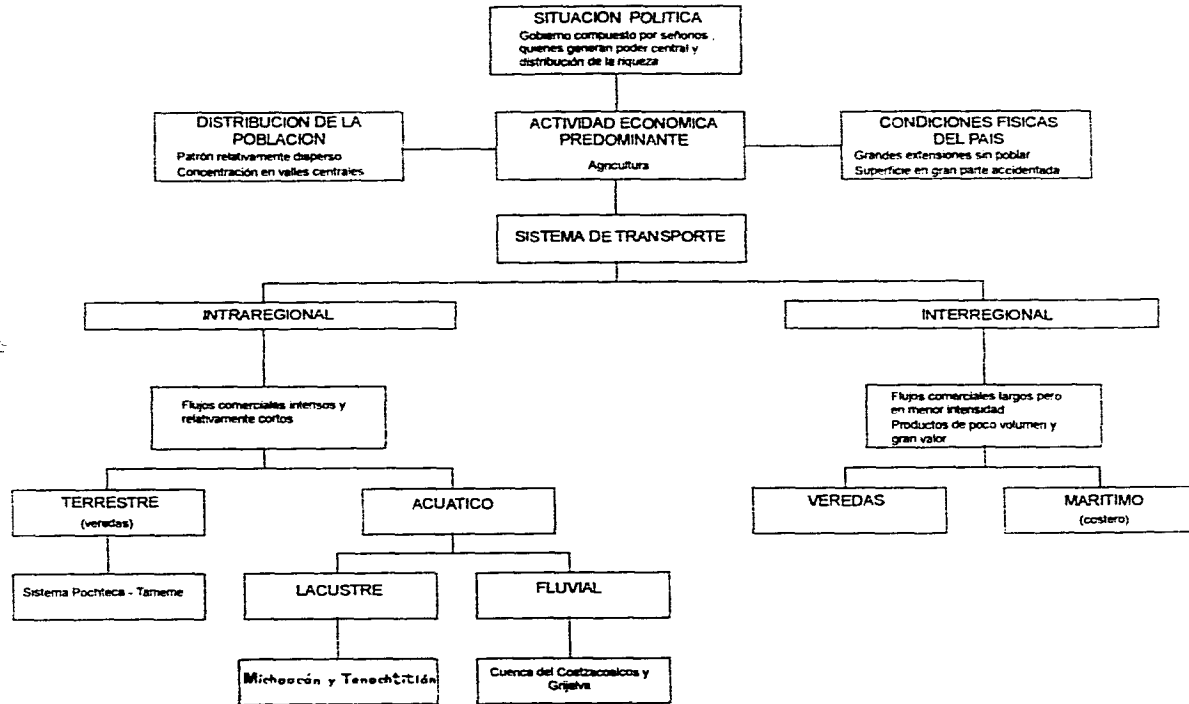 SITUACION POLITICA
Gobierno compuesto por señores,
quienes generan poder central y
distribución de la riqueza
DISTRIBUCION DE LA
POBLACION
Patrón relativamente disperso
Concentración en valles centrales
ACTIVIDAD ECONOMICA
PREDOMINANTE
Agricultura
CONDICIONES FISICAS
DEL PAIS
Grandes extensiones sin poblar
Superficie en gran parte accidentada
SISTEMA DE TRANSPORTE
INTRAREGIONAL
INTERREGIONAL
Flujos comerciales intensos y
relativamente cortos
Flujos comerciales largos pero
en menor intensidad
Productos de poco volumen y
gran valor
TERRESTRE
(veredas)
ACUATICO
VEREDAS
MARITIMO
(costero)
Sistema Pochteca - Tameme
LACUSTRE
FLUVIAL
Michoacán y Tenochtitlán
Cuenca del Coatzacoalcos y
Grijalva